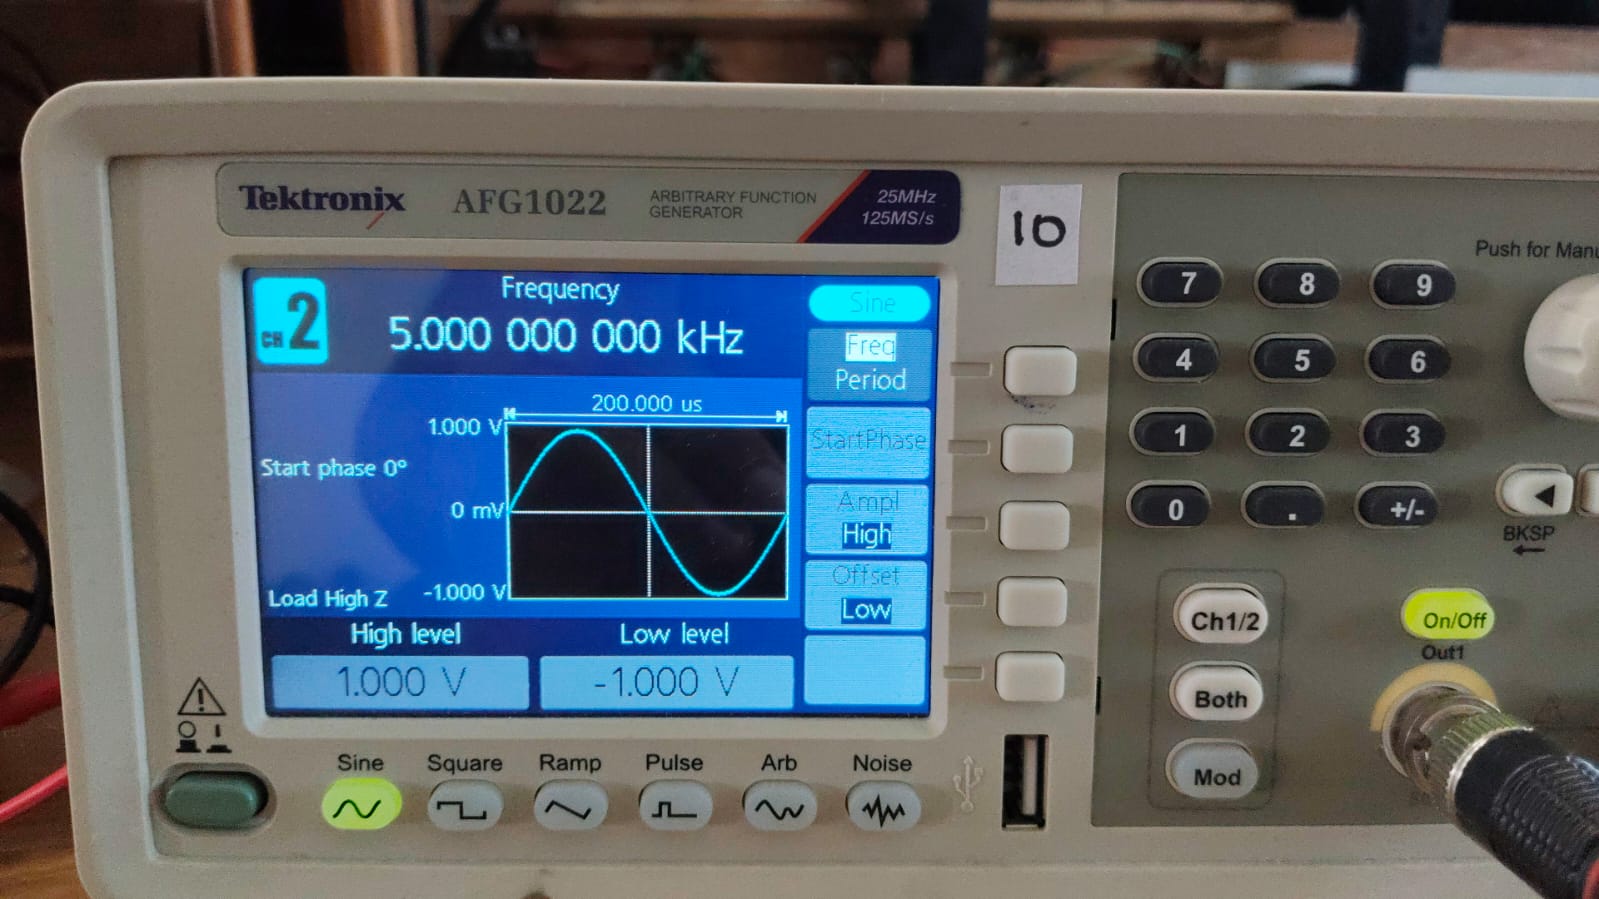 Tektronix AFG1022 ARBITRARY FUNCTION GENERATOR 25MHz 125MS/s
10
Push for
CH 2
Frequency
5.000 000 000 kHz
Sine
Freq
Period
StartPhase
Ampl
High
Offset
Low
200.000 us
1.000 V
Start phase 0°
0 mV
Load High Z
-1.000 V
High level Low level
1.000 V -1.000 V
7 8 9
4 5 6
1 2 3
0 . +/-
BKSP
Ch1/2
Both
Mod
On/Off
Out1
Sine Square Ramp Pulse Arb Noise